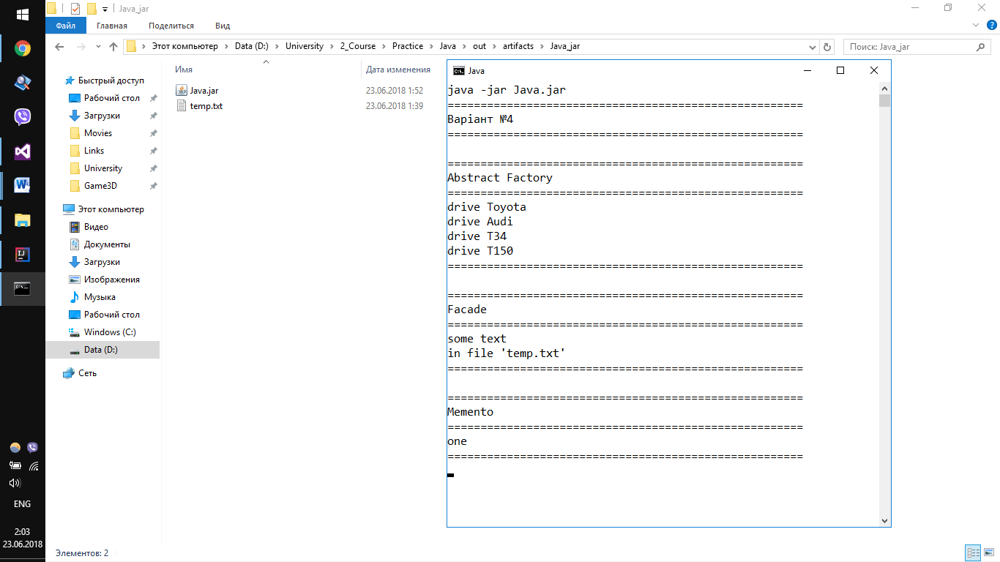 Java_jar
Файл Главная Поделиться Вид
Этот компьютер Data (D:) University 2_Course Practice Java out artifacts Java_jar
Поиск: Java_jar
Быстрый доступ
Рабочий стол
Загрузки
Movies
Links
University
Game3D
Этот компьютер
Видео
Документы
Загрузки
Изображения
Музыка
Рабочий стол
Windows (C:)
Data (D:)
Сеть
Имя Дата изменения
Java.jar 23.06.2018 1:52
temp.txt 23.06.2018 1:39
Java
java -jar Java.jar
======================================================
Варіант №4
======================================================
======================================================
Abstract Factory
======================================================
drive Toyota
drive Audi
drive T34
drive T150
======================================================
======================================================
Facade
======================================================
some text
in file 'temp.txt'
======================================================
======================================================
Memento
======================================================
one
======================================================
ENG
2:03
23.06.2018
Элементов: 2